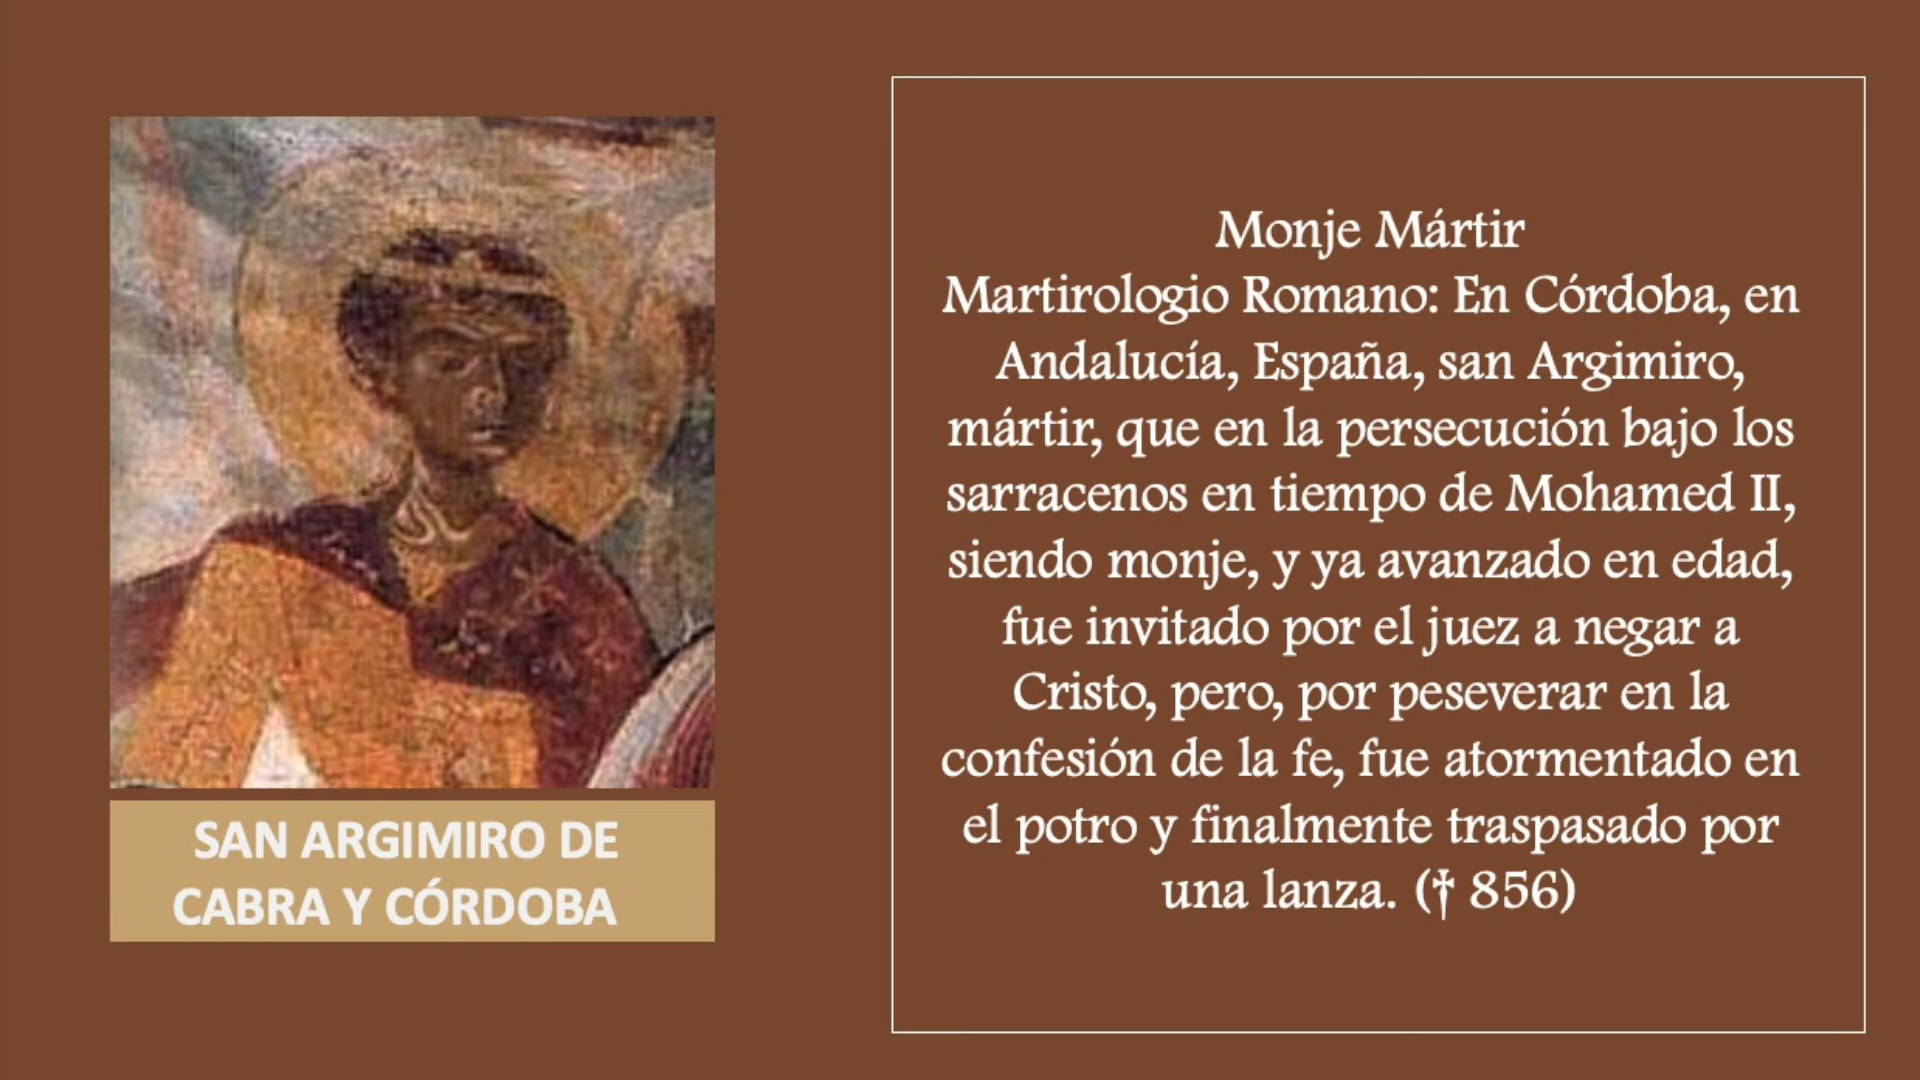 SAN ARGIMIRO DE
CABRA Y CÓRDOBA
Monje Mártir
Martirologio Romano: En Córdoba, en
Andalucía, España, san Argimiro,
mártir, que en la persecución bajo los
sarracenos en tiempo de Mohamed II,
siendo monje, y ya avanzado en edad,
fue invitado por el juez a negar a
Cristo, pero, por peseverar en la
confesión de la fe, fue atormentado en
el potro y finalmente traspasado por
una lanza. († 856)